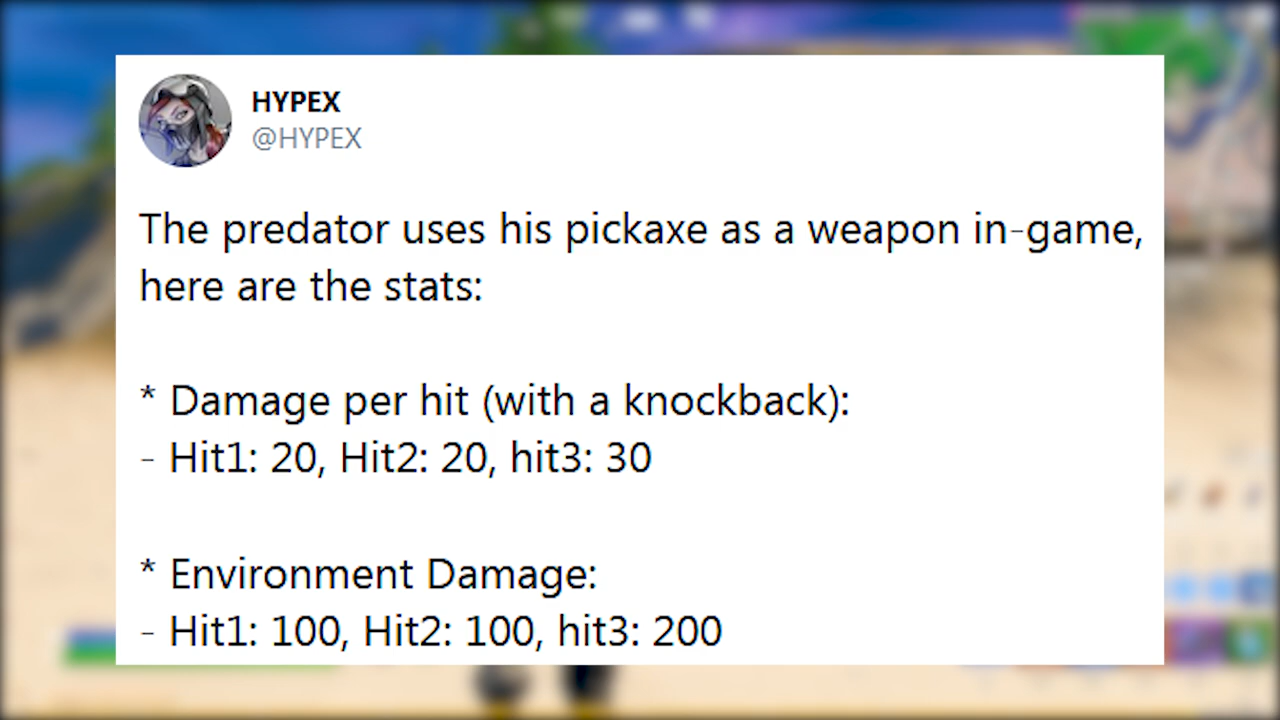 HYPEX
@HYPEX
The predator uses his pickaxe as a weapon in-game,
here are the stats:
* Damage per hit (with a knockback):
- Hit1: 20, Hit2: 20, hit3: 30
* Environment Damage:
- Hit1: 100, Hit2: 100, hit3: 200